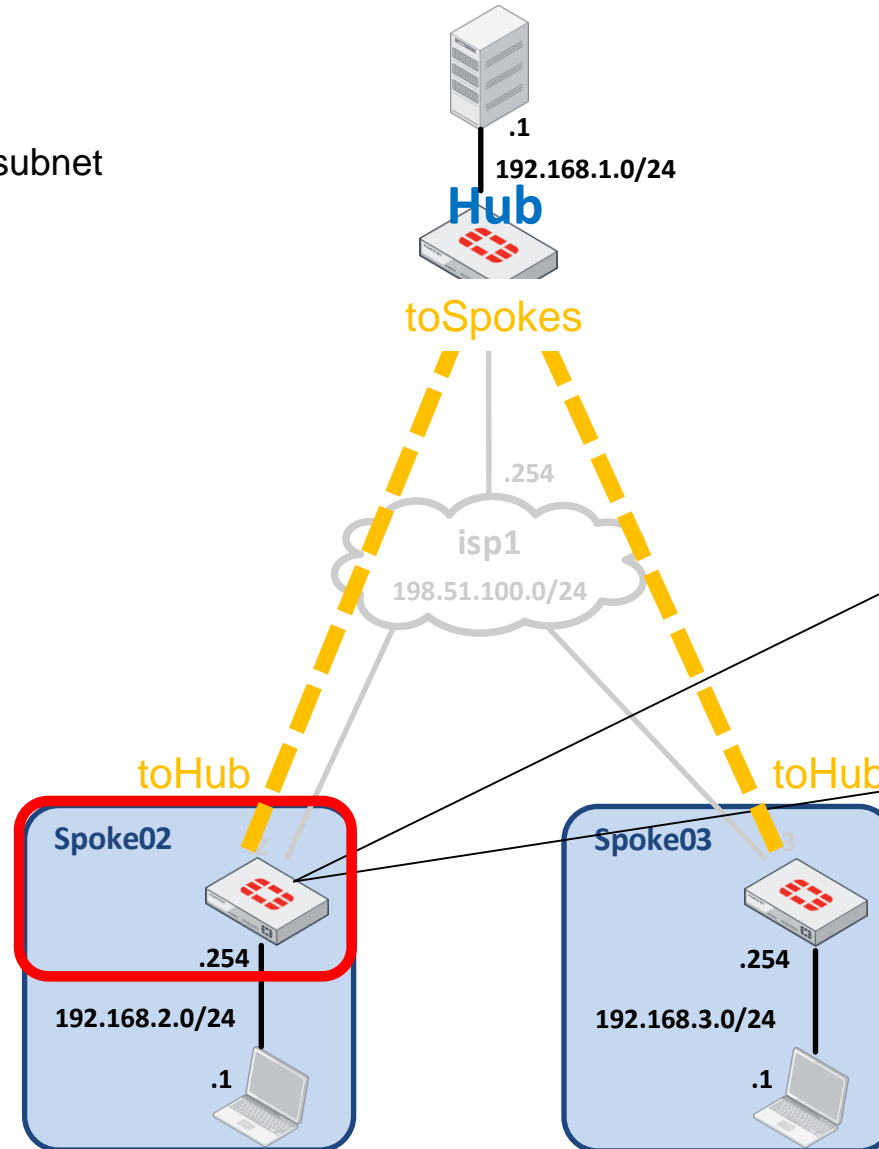 .1
subnet
192.168.1.0/24
Hub
toSpokes
.254
isp1
198.51.100.0/24
toHub
toHub
Spoke02
Spoke03
3
.254
.254
192.168.2.0/24
192.168.3.0/24
.1
.1